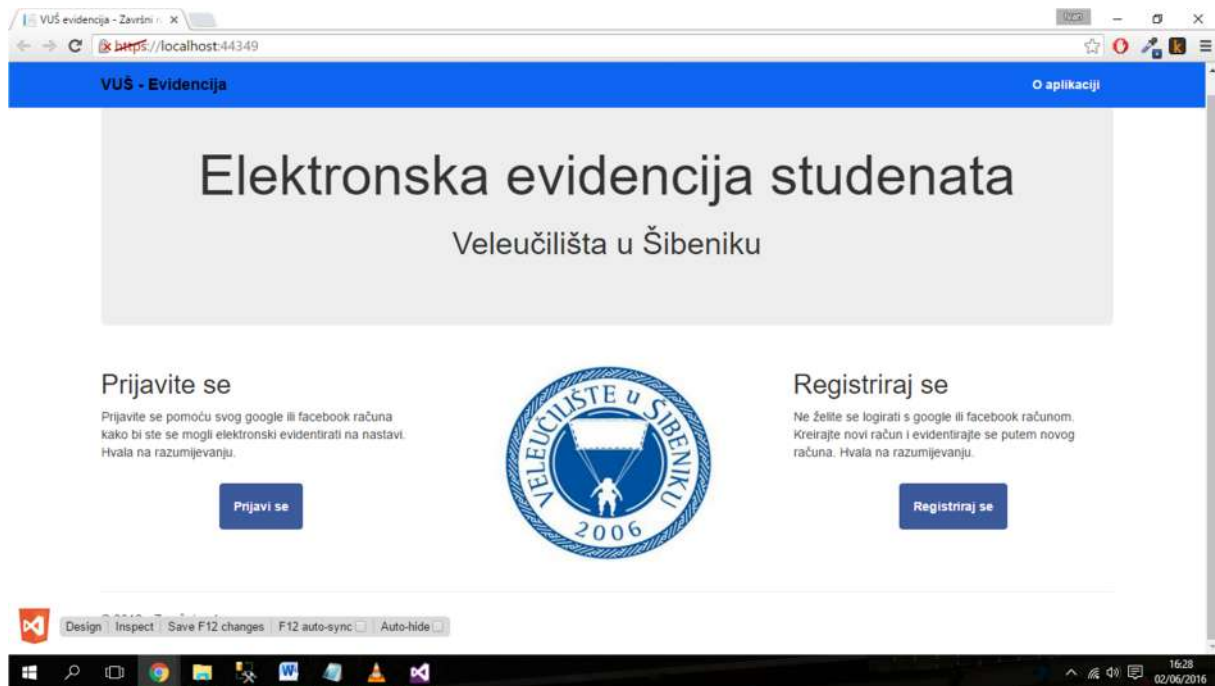 VUŠ evidencija - Završni
Ivan
https://localhost:44349
VUŠ - Evidencija
O aplikaciji
Elektronska evidencija studenata
Veleučilišta u Šibeniku
Prijavite se
Prijavite se pomoću svog google ili facebook računa
kako bi ste se mogli elektronski evidentirati na nastavi.
Hvala na razumijevanju.
Prijavi se
VELEUČILIŠTE u ŠIBENIKU
2006
Registriraj se
Ne želite se logirati s google ili facebook računom.
Kreirajte novi račun i evidentirajte se putem novog
računa. Hvala na razumijevanju.
Registriraj se
Design Inspect Save F12 changes F12 auto-sync Auto-hide
16:28
02/06/2016